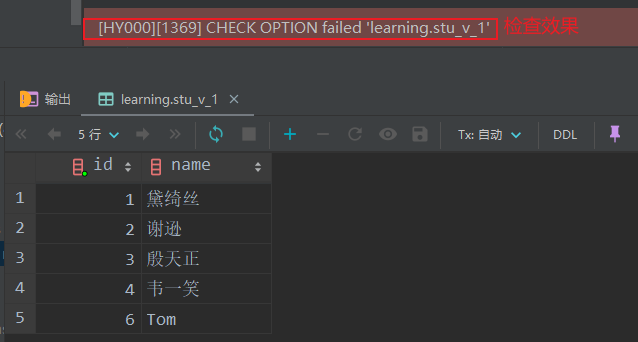 [HY000][1369] CHECK OPTION failed 'learning.stu_v_1' 检查效果
输出 learning.stu_v_1
5 行 Tx: 自动 DDL
id name
1 1 黛绮丝
2 2 谢逊
3 3 殷天正
4 4 韦一笑
5 6 Tom